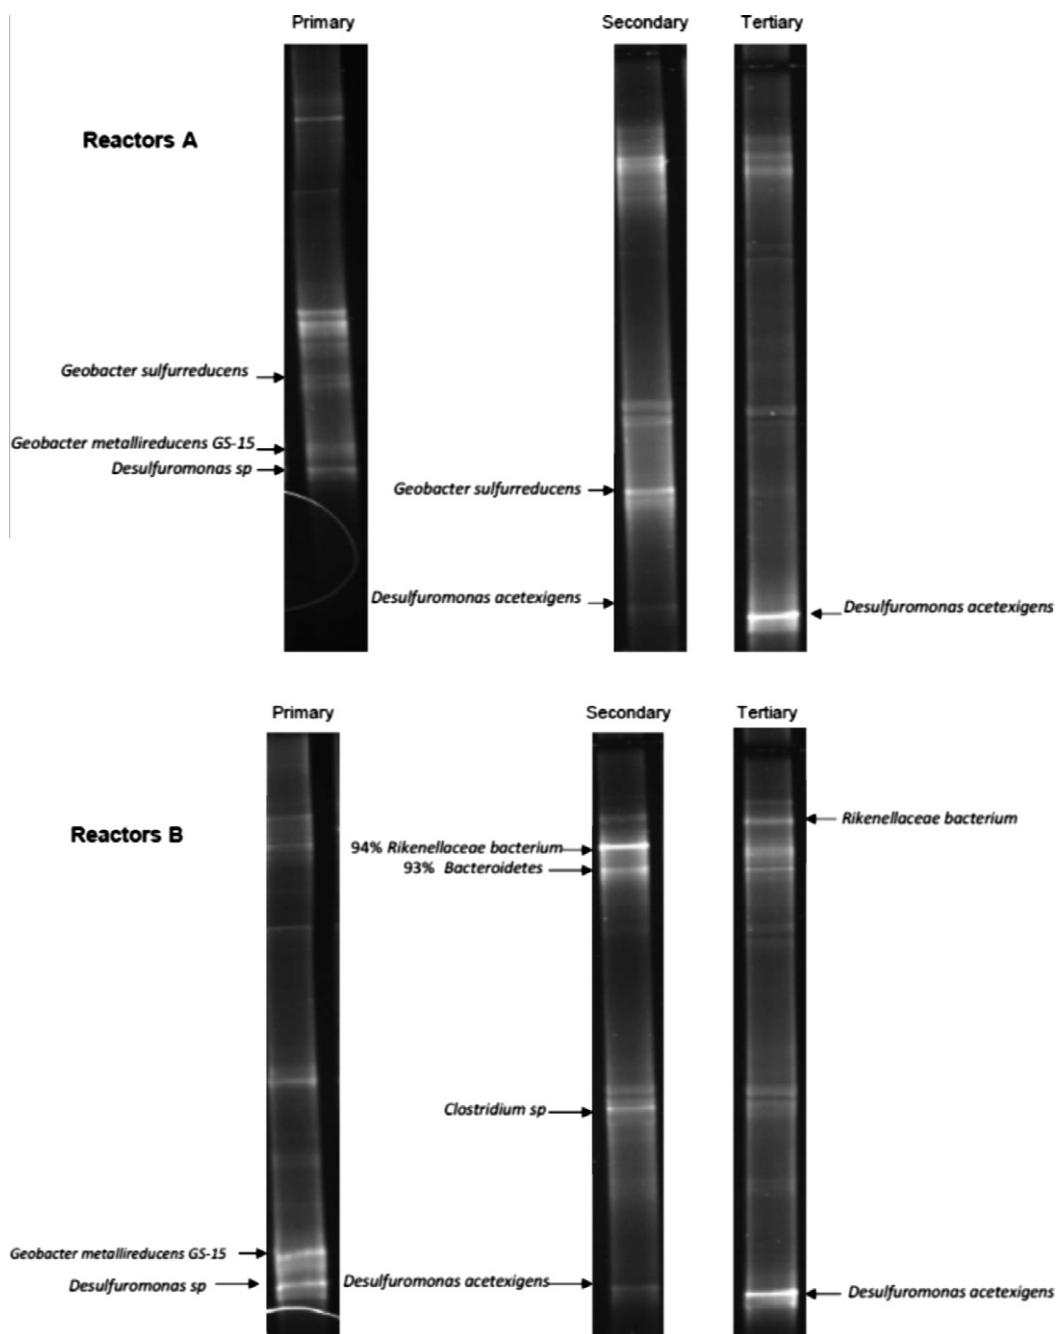 Primary
Secondary
Tertiary
Reactors A
Geobacter sulfurreducens
Geobacter metallireducens GS-15
Desulfuromonas sp
Geobacter sulfurreducens
Desulfuromonas acetexigens
Desulfuromonas acetexigens
Primary
Secondary
Tertiary
Reactors B
Rikenellaceae bacterium
94% Rikenellaceae bacterium
93% Bacteroidetes
Clostridium sp
Geobacter metallireducens GS-15
Desulfuromonas sp
Desulfuromonas acetexigens
Desulfuromonas acetexigens